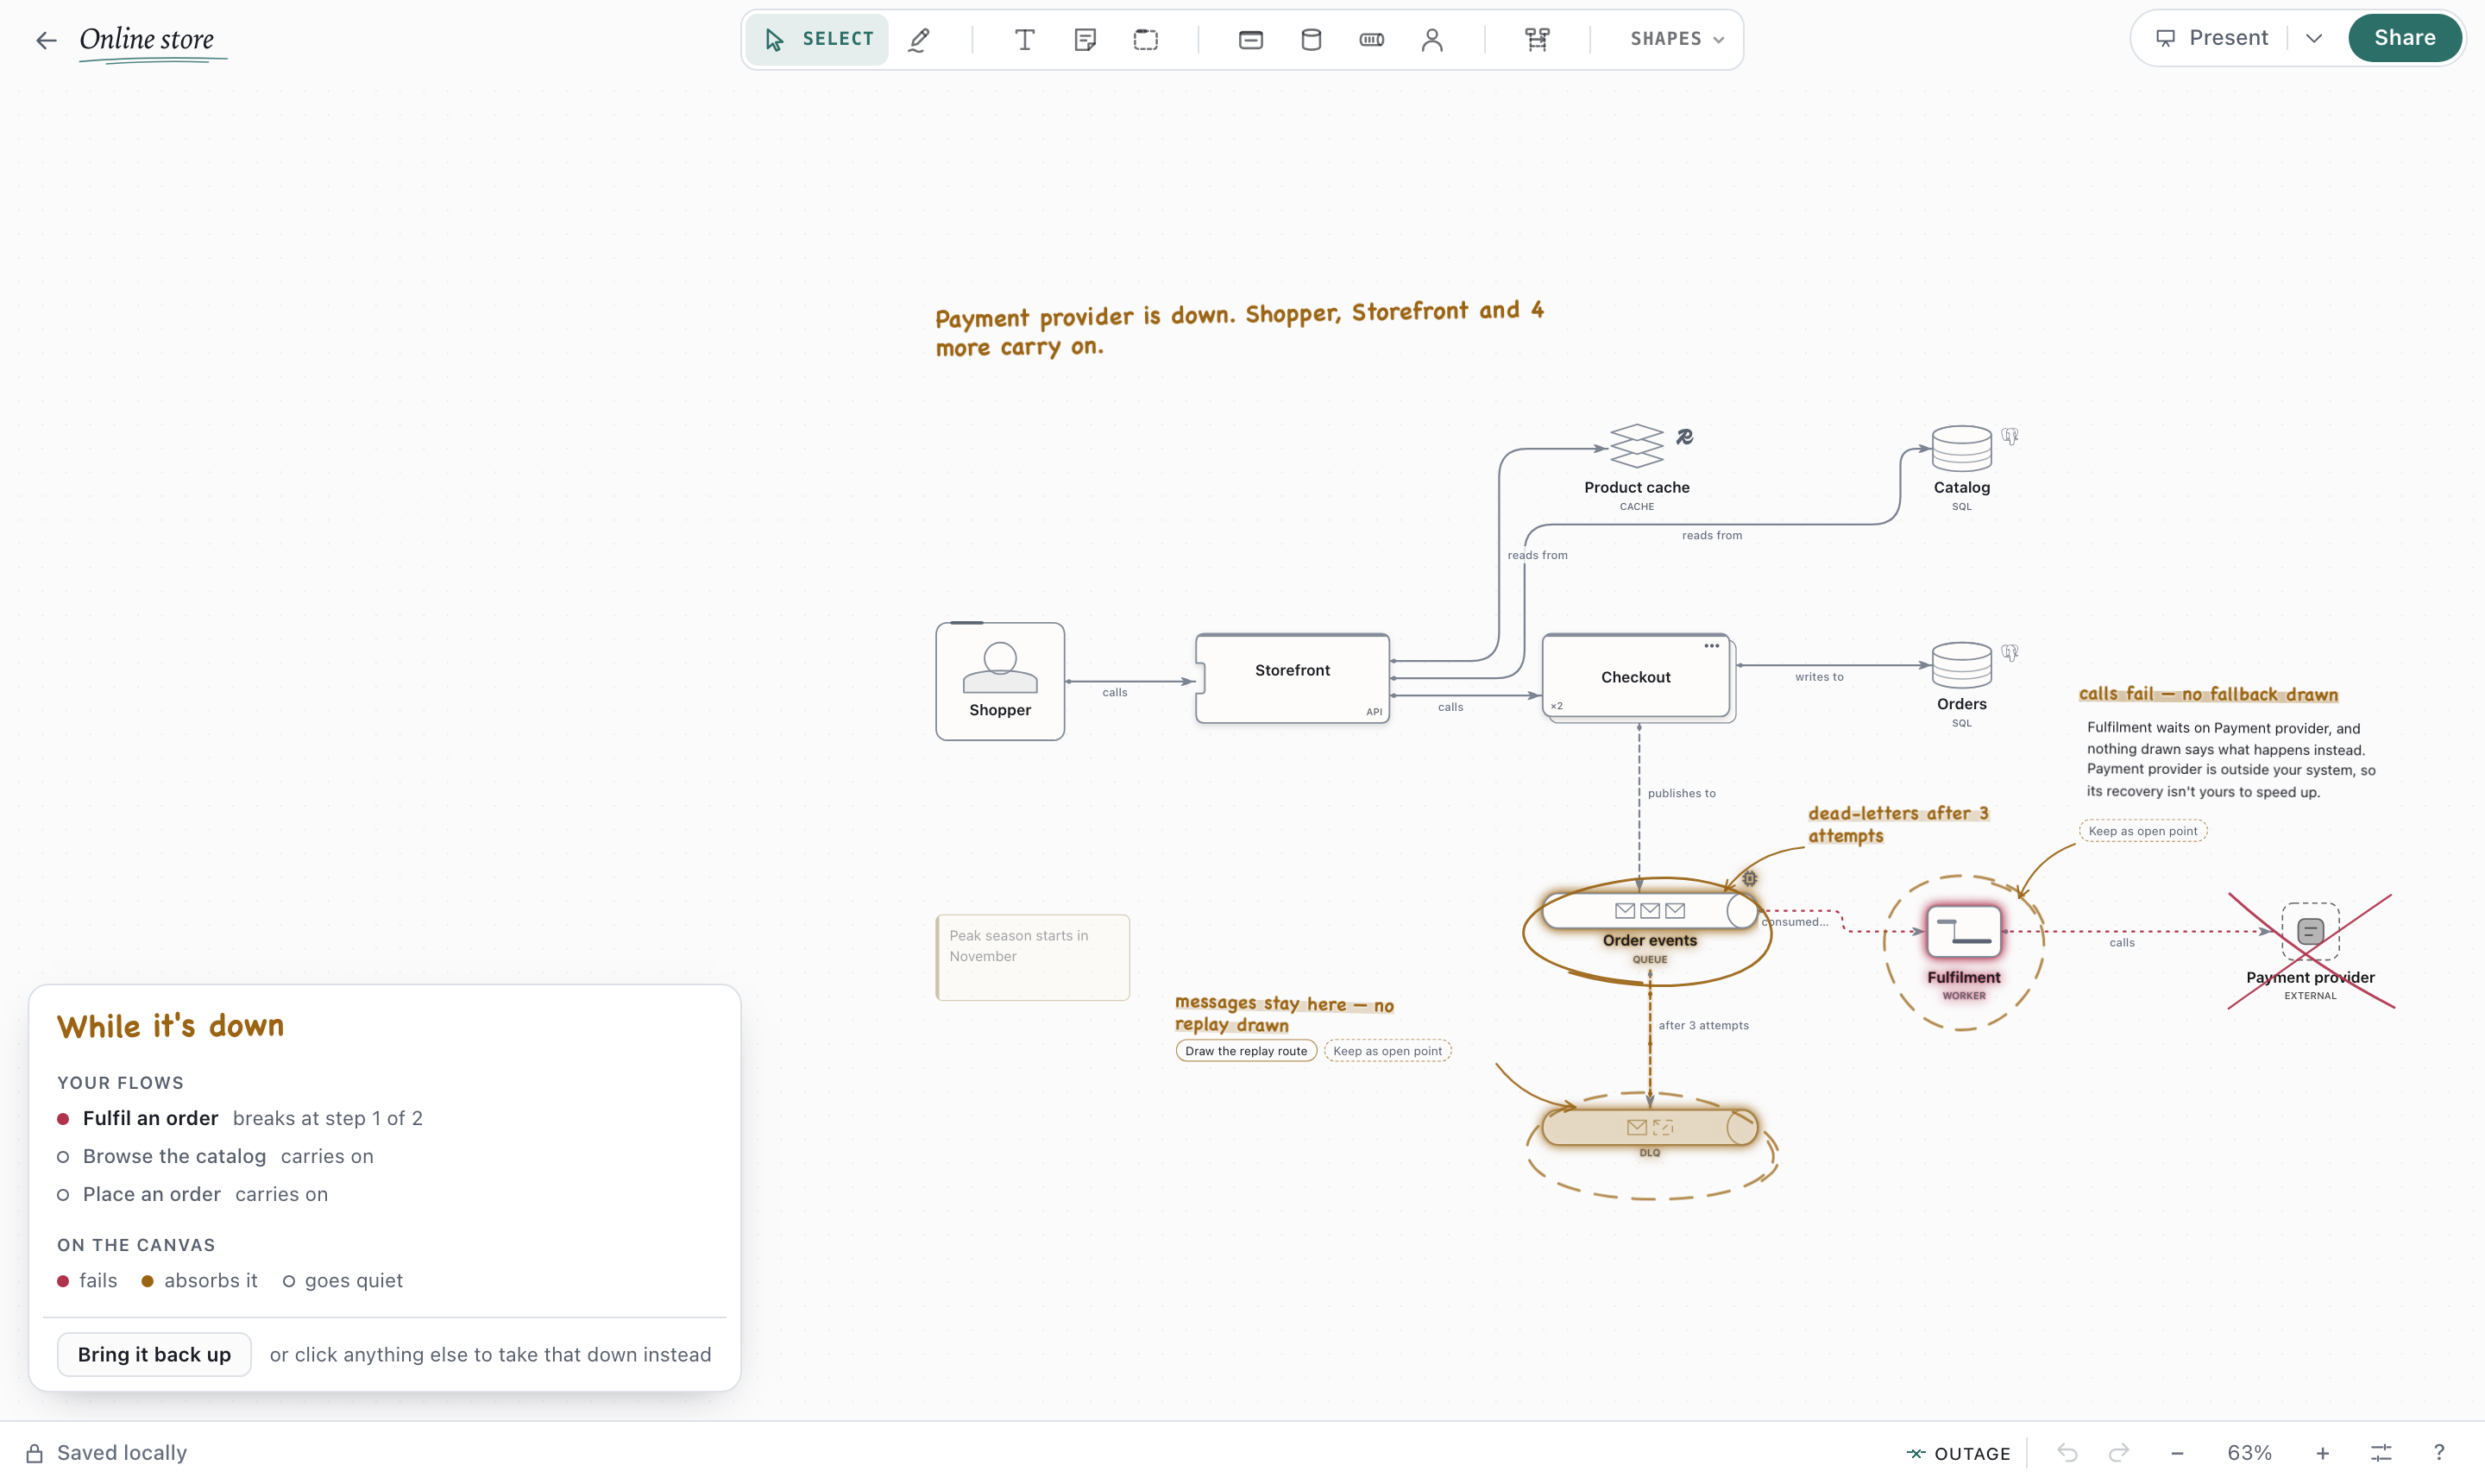 Online store
SELECT
SHAPES
Present
Share
Payment provider is down. Shopper, Storefront and 4
more carry on.
Product cache
CACHE
Catalog
SQL
reads from
reads from
Shopper
calls
Storefront
API
calls
Checkout
×2
writes to
Orders
SQL
calls fail — no fallback drawn
Fulfilment waits on Payment provider, and
nothing drawn says what happens instead.
Payment provider is outside your system, so
its recovery isn't yours to speed up.
Keep as open point
publishes to
dead-letters after 3
attempts
Order events
QUEUE
consumed...
Fulfilment
WORKER
calls
Payment provider
EXTERNAL
Peak season starts in
November
messages stay here — no
replay drawn
Draw the replay route
Keep as open point
after 3 attempts
DLQ
While it's down
YOUR FLOWS
Fulfil an order breaks at step 1 of 2
Browse the catalog carries on
Place an order carries on
ON THE CANVAS
fails absorbs it goes quiet
Bring it back up or click anything else to take that down instead
Saved locally
OUTAGE
63%
?